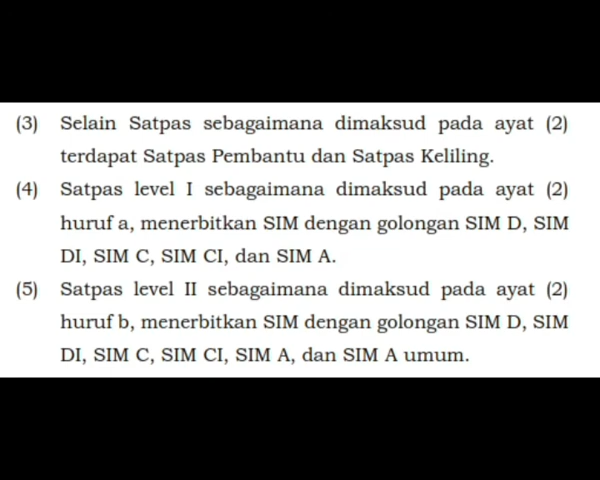 (3) Selain Satpas sebagaimana dimaksud pada ayat (2)
terdapat Satpas Pembantu dan Satpas Keliling.
(4) Satpas level I sebagaimana dimaksud pada ayat (2)
huruf a, menerbitkan SIM dengan golongan SIM D, SIM
DI, SIM C, SIM CI, dan SIM A.
(5) Satpas level II sebagaimana dimaksud pada ayat (2)
huruf b, menerbitkan SIM dengan golongan SIM D, SIM
DI, SIM C, SIM CI, SIM A, dan SIM A umum.